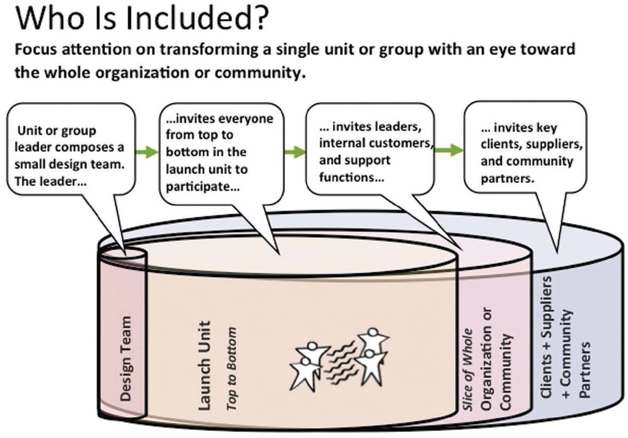 Who Is Included?
Focus attention on transforming a single unit or group with an eye toward
the whole organization or community.
Unit or group
leader composes a
small design team.
The leader...
...invites everyone
from top to
bottom in the
launch unit to
participate...
... invites leaders,
internal customers,
and support
functions...
... invites key
clients, suppliers,
and community
partners.
Design Team
Launch Unit
Top to Bottom
Slice of Whole
Organization or
Community
Clients + Suppliers
+ Community
Partners